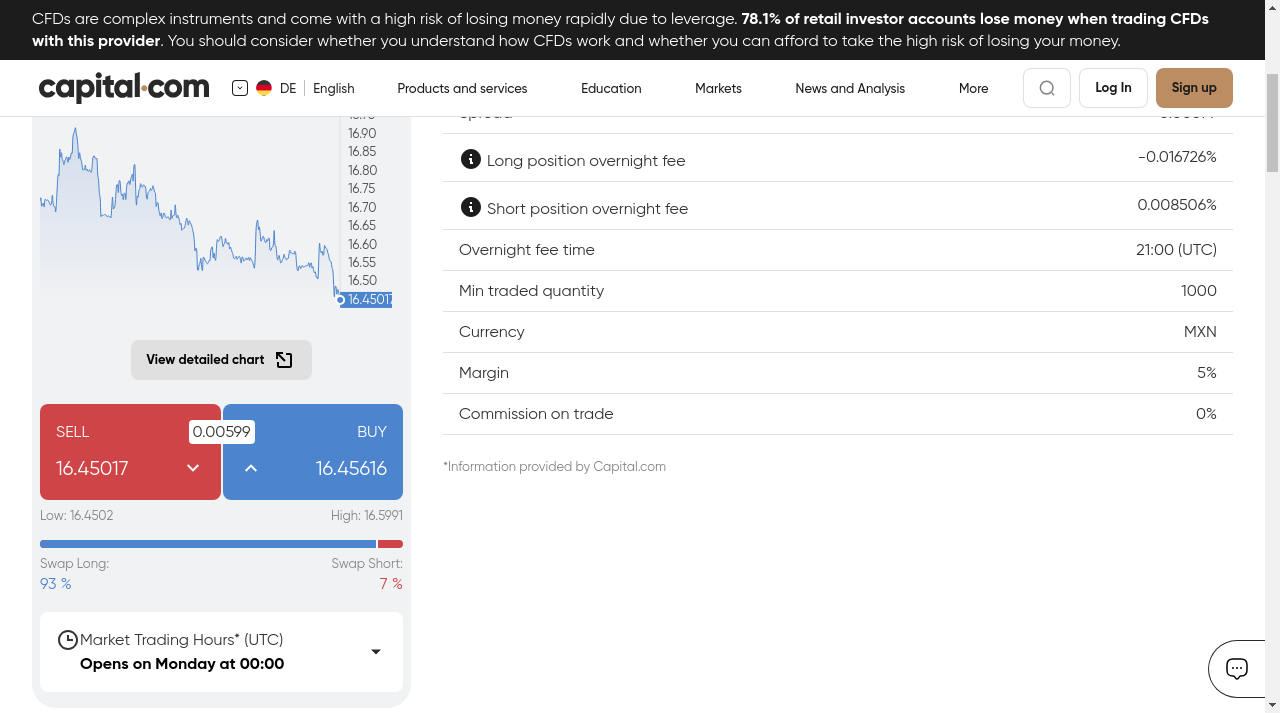 CFDs are complex instruments and come with a high risk of losing money rapidly due to leverage. 78.1% of retail investor accounts lose money when trading CFDs
with this provider. You should consider whether you understand how CFDs work and whether you can afford to take the high risk of losing your money.
capital.com
DE English
Products and services
Education
Markets
News and Analysis
More
Log In
Sign up
16.90
16.85
16.80
16.75
16.70
16.65
16.60
16.55
16.50
16.45017
View detailed chart
SELL
0.00599
BUY
16.45017
16.45616
Low: 16.4502
High: 16.5991
Swap Long:
Swap Short:
93 %
7 %
Market Trading Hours* (UTC)
Opens on Monday at 00:00
Long position overnight fee
-0.016726%
Short position overnight fee
0.008506%
Overnight fee time
21:00 (UTC)
Min traded quantity
1000
Currency
MXN
Margin
5%
Commission on trade
0%
*Information provided by Capital.com